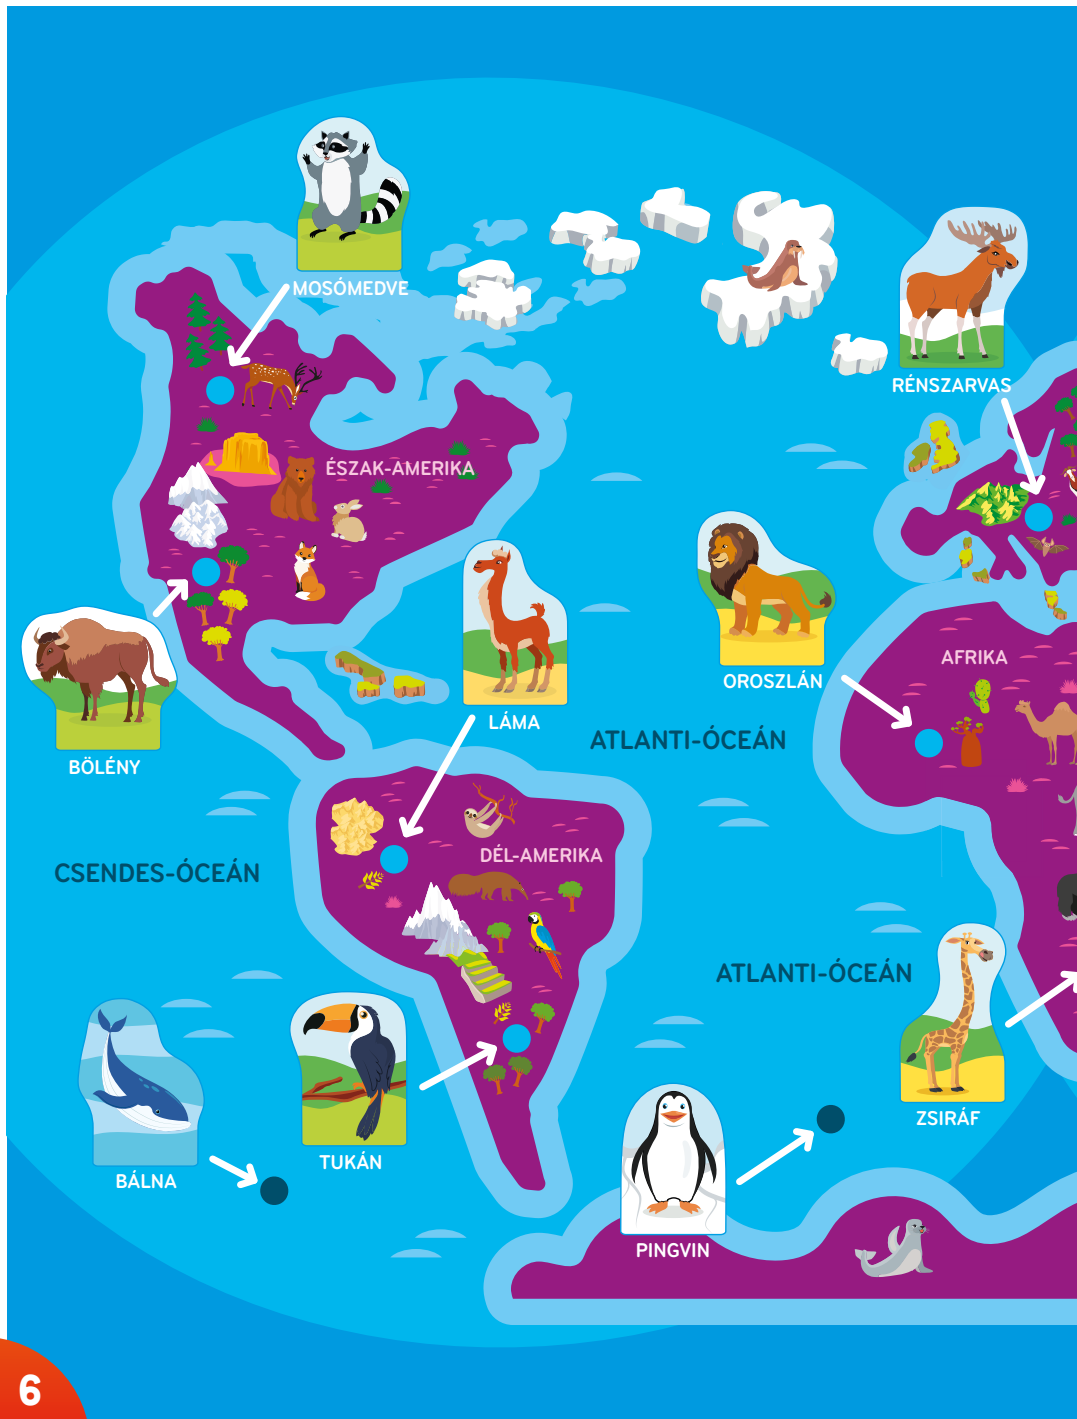 MOSÓMEDVE
RÉNSZARVAS
ÉSZAK-AMERIKA
AFRIKA
OROSZLÁN
LÁMA
ATLANTI-ÓCEÁN
BÖLÉNY
DÉL-AMERIKA
CSENDES-ÓCEÁN
ATLANTI-ÓCEÁN
ZSIRÁF
TUKÁN
BÁLNA
PINGVIN
6